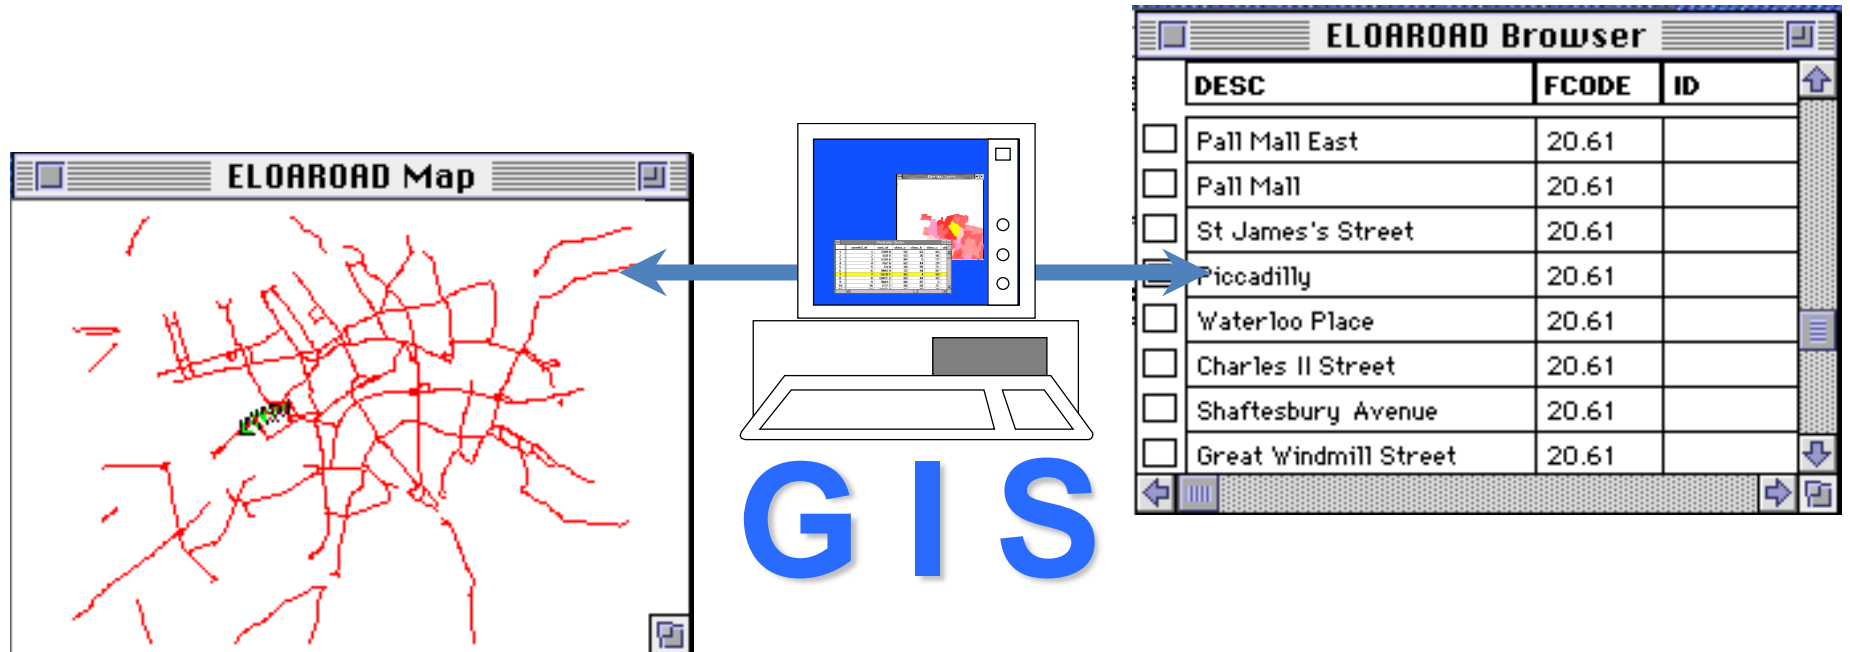 ELOAROAD Map
G I S
ELOAROAD Browser
DESC FCODE ID
Pall Mall East 20.61
Pall Mall 20.61
St James's Street 20.61
Piccadilly 20.61
Waterloo Place 20.61
Charles II Street 20.61
Shaftesbury Avenue 20.61
Great Windmill Street 20.61